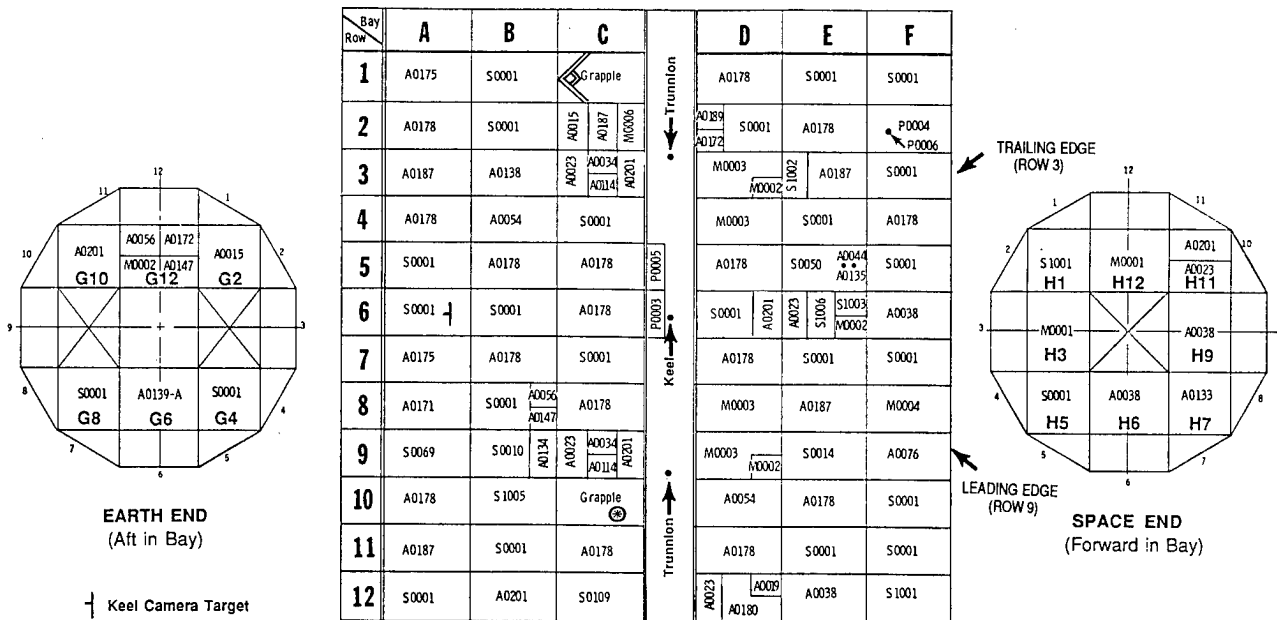 Bay
Row
A B C D E F
1 A0175 S0001 Grapple A0178 S0001 S0001
2 A0178 S0001 A0015 A0187 M0006 A0189 A0172 S0001 A0178 P0004 P0006
3 A0187 A0138 A0023 A0034 A0114 A0201 M0003 M0002 S1002 A0187 S0001
4 A0178 A0054 S0001 M0003 S0001 A0178
5 S0001 A0178 A0178 P0005 A0178 S0050 A0044 A0135 S0001
6 S0001 S0001 A0178 P0003 S0001 A0201 A0023 S1006 S1003 M0002 A0038
7 A0175 A0178 S0001 A0178 S0001 S0001
8 A0171 S0001 A0056 A0147 A0178 M0003 A0187 M0004
9 S0069 S0010 A0134 A0023 A0034 A0114 A0201 M0003 M0002 S0014 A0076
10 A0178 S1005 Grapple A0054 A0178 S0001
11 A0187 S0001 A0178 A0178 S0001 S0001
12 S0001 A0201 S0109 A0023 A0019 A0180 A0038 S1001
Trunnion
Keel
Trunnion
TRAILING EDGE
(ROW 3)
LEADING EDGE
(ROW 9)
12
11 1
10 2
9 3
8 4
7 5
6
A0201
G10
A0056 A0172
M0002 A0147
G12
A0015
G2
S0001
G8
A0139-A
G6
S0001
G4
EARTH END
(Aft in Bay)
Keel Camera Target
12
1 11
2 10
3
4 8
5 7
6
S1001
H1
M0001
H12
A0201
A0023
H11
M0001
H3
A0038
H9
S0001
H5
A0038
H6
A0133
H7
SPACE END
(Forward in Bay)